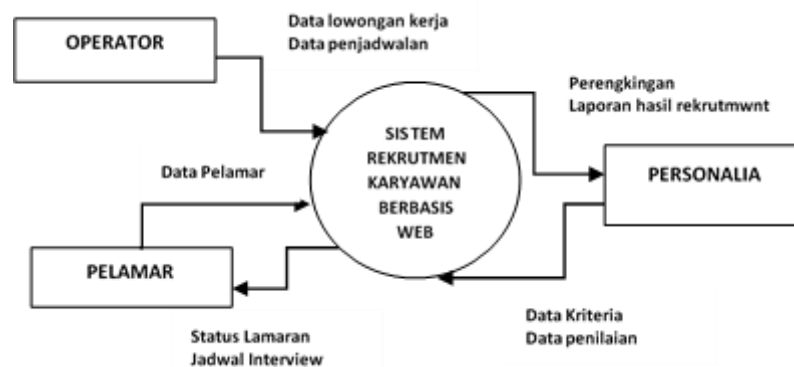 Data lowongan kerja
Data penjadwalan
OPERATOR
Perengkingan
Laporan hasil rekrutmwnt
SISTEM
REKRUTMEN
KARYAWAN
BERBASIS
WEB
Data Pelamar
PERSONALIA
PELAMAR
Data Kriteria
Data penilaian
Status Lamaran
Jadwal Interview